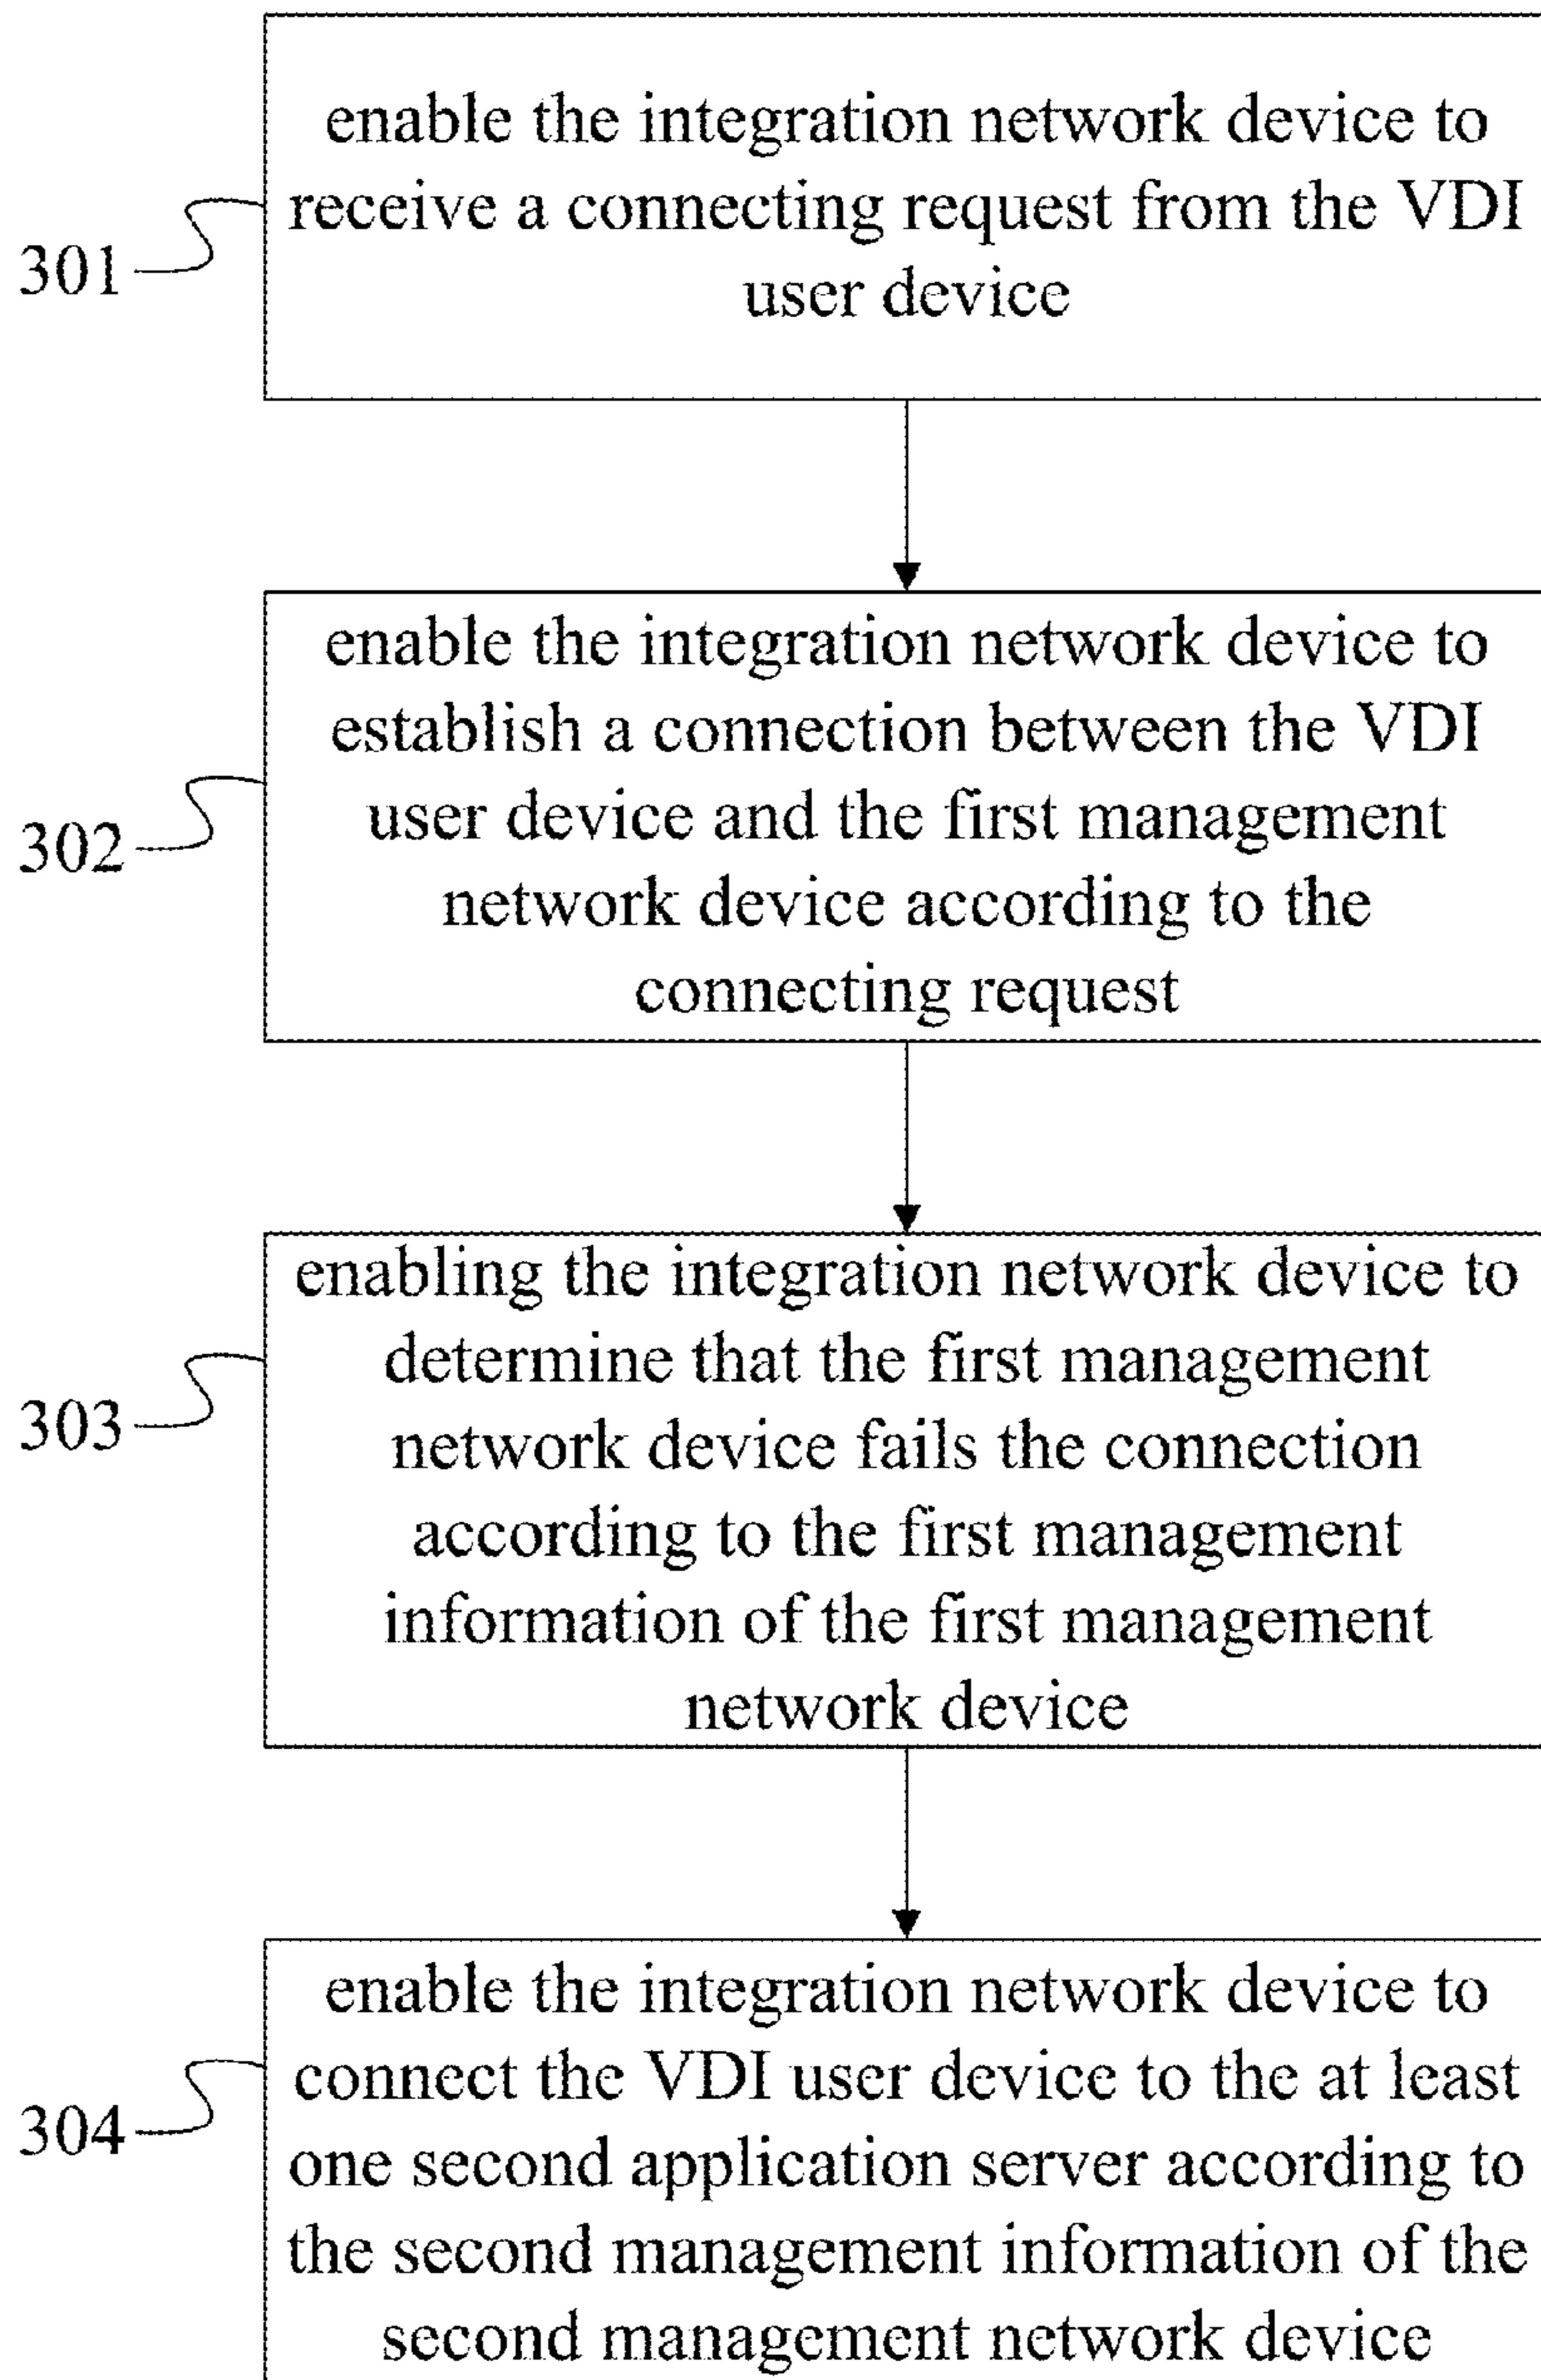 enable the integration network device to
receive a connecting request from the VDI
user device
301
enable the integration network device to
establish a connection between the VDI
user device and the first management
network device according to the
connecting request
302
enabling the integration network device to
determine that the first management
network device fails the connection
according to the first management
information of the first management
network device
303
enable the integration network device to
connect the VDI user device to the at least
one second application server according to
the second management information of the
second management network device
304